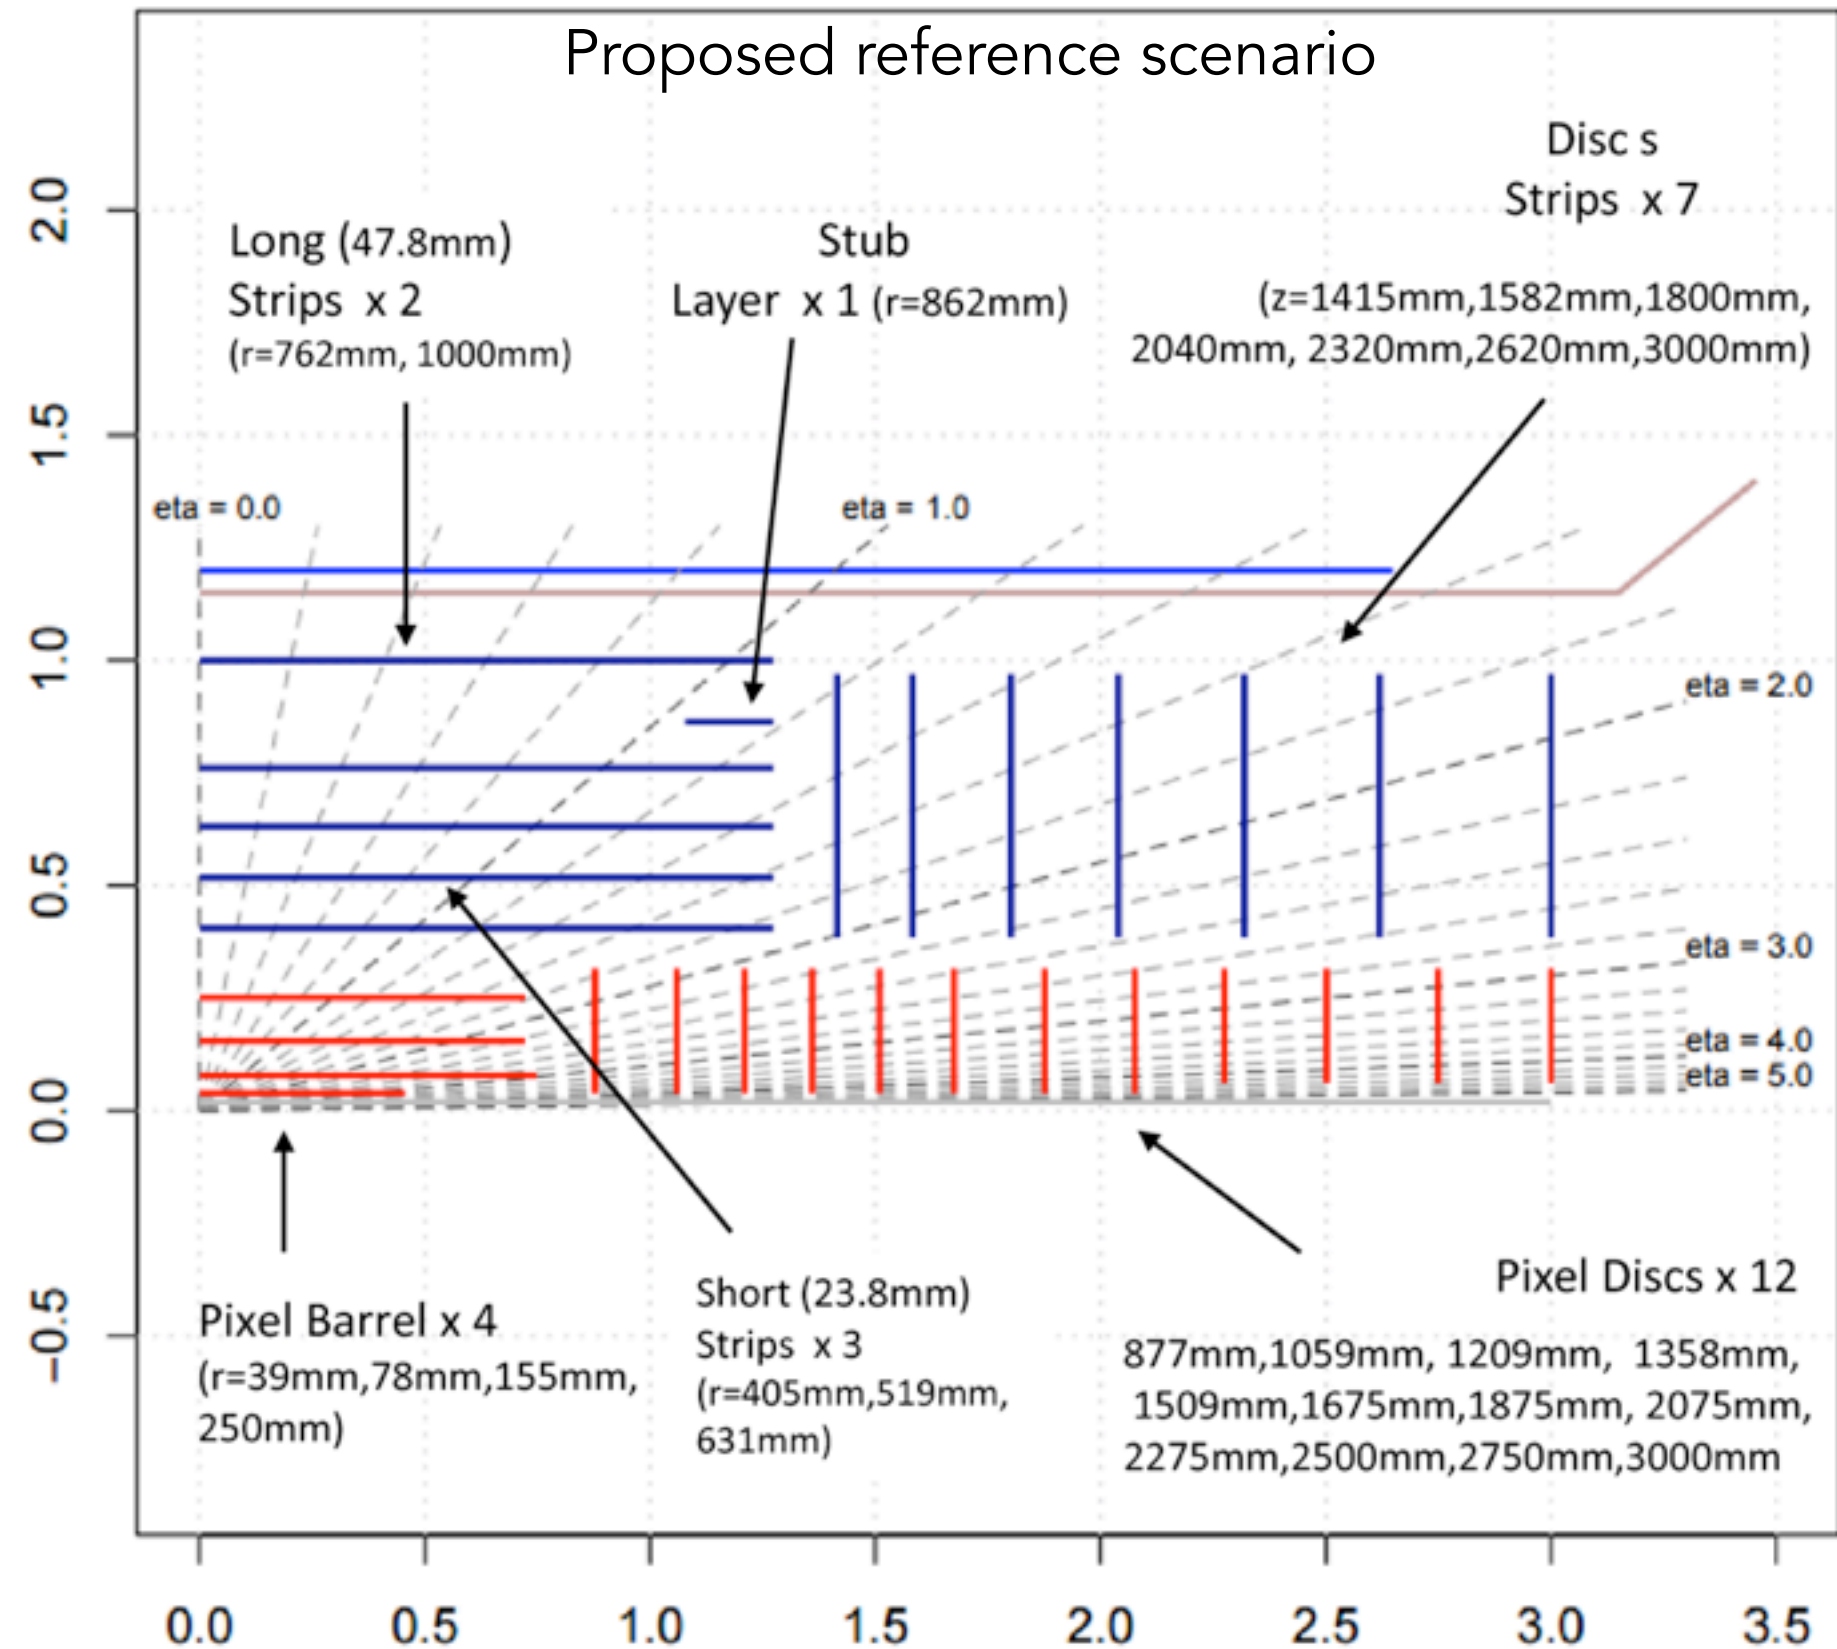 Proposed reference scenario
Disc s
Strips x 7
(z=1415mm,1582mm,1800mm,
2040mm, 2320mm,2620mm,3000mm)
Long (47.8mm)
Strips x 2
(r=762mm, 1000mm)
Stub
Layer x 1 (r=862mm)
eta = 0.0
eta = 1.0
eta = 2.0
eta = 3.0
eta = 4.0
eta = 5.0
2.0
1.5
1.0
0.5
0.0
−0.5
Pixel Barrel x 4
(r=39mm,78mm,155mm,
250mm)
Short (23.8mm)
Strips x 3
(r=405mm,519mm,
631mm)
Pixel Discs x 12
877mm,1059mm, 1209mm, 1358mm,
1509mm,1675mm,1875mm, 2075mm,
2275mm,2500mm,2750mm,3000mm
0.0 0.5 1.0 1.5 2.0 2.5 3.0 3.5